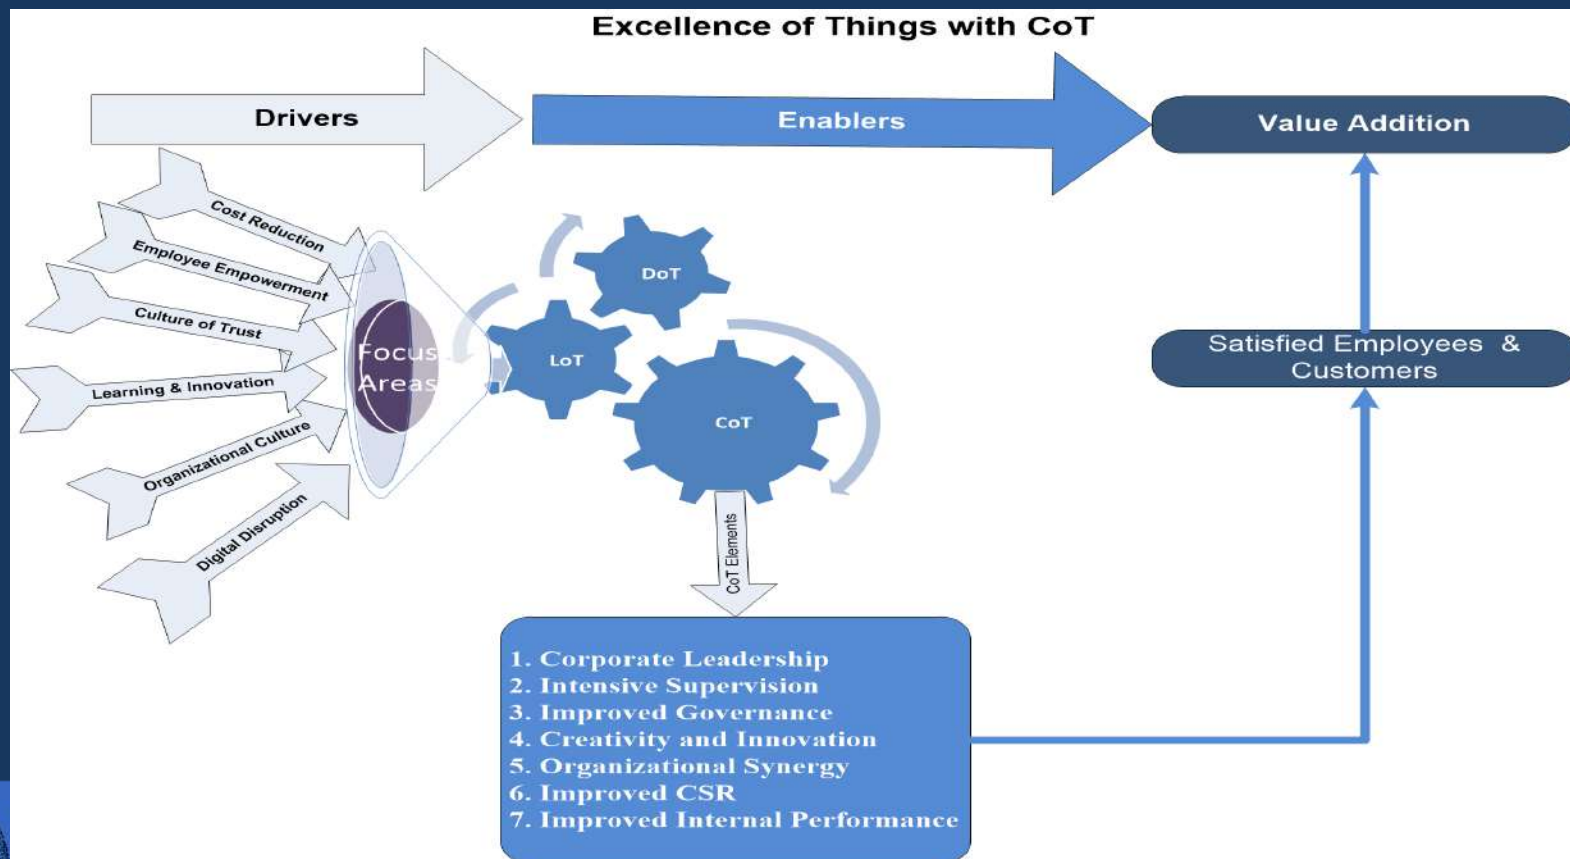 Excellence of Things with CoT
Drivers
Enablers
Value Addition
Cost Reduction
Employee Empowerment
Culture of Trust
Learning & Innovation
Organizational Culture
Digital Disruption
Focus
Areas
DoT
LoT
CoT
CoT Elements
1. Corporate Leadership
2. Intensive Supervision
3. Improved Governance
4. Creativity and Innovation
5. Organizational Synergy
6. Improved CSR
7. Improved Internal Performance
Satisfied Employees &
Customers